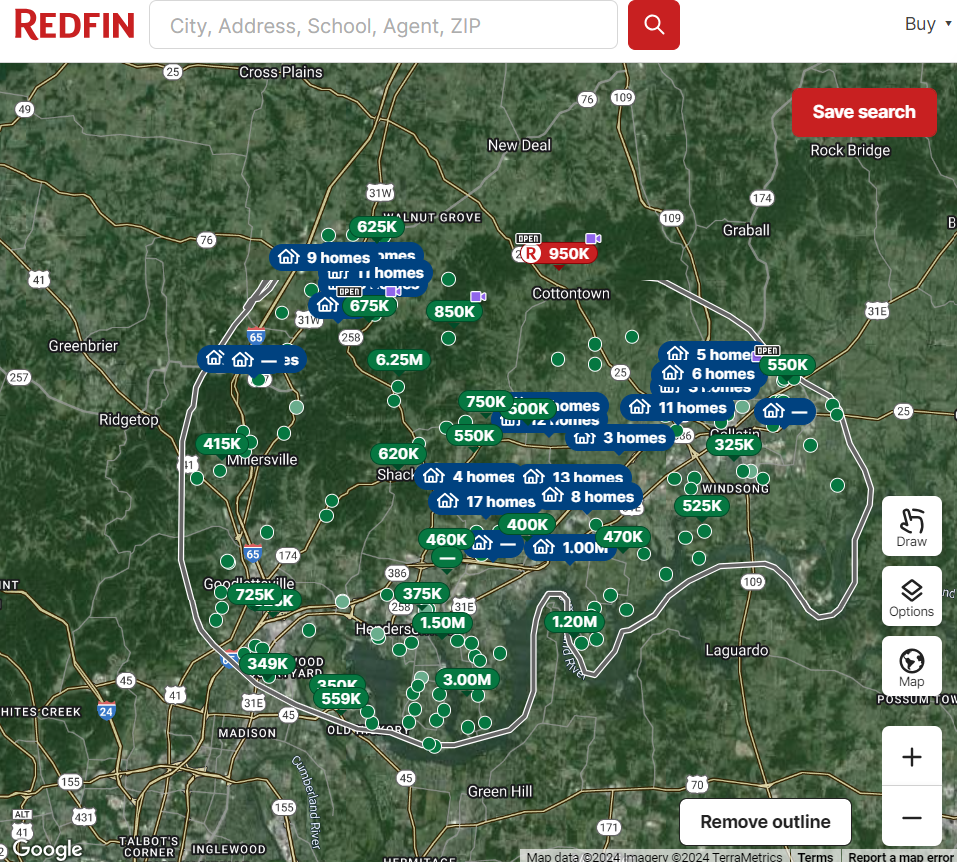 REDFIN
City, Address, School, Agent, ZIP
Buy
25
Cross Plains
49
76
109
Save search
New Deal
Rock Bridge
31W
174
WALNUT GROVE
109
625K
Graball
76
OPEN
R 950K
9 homes
11 homes
41
Cottontown
OPEN
675K
850K
31W
31E
65
258
Greenbrier
5 homes
OPEN
550K
6.25M
6 homes
257
25
750K
500K
11 homes
—
25
Ridgetop
550K
3 homes
415K
325K
620K
Millersville
41
4 homes
13 homes
WINDSONG
17 homes
8 homes
525K
400K
470K
460K
—
1.00M
Draw
65
174
—
386
109
Goodlettsville
725K
375K
258
31E
Options
1.50M
1.20M
Laguardo
349K
Map
45
41
350K
3.00M
559K
31E
24
45
MADISON
OLD HICKORY
Cumberland River
45
70
155
Green Hill
155
ALT
41
431
Remove outline
171
TALBOT'S
CORNER
INGLEWOOD
Google
HERMITAGE
Map data ©2024 Imagery ©2024 TerraMetrics
Terms
Report a map error